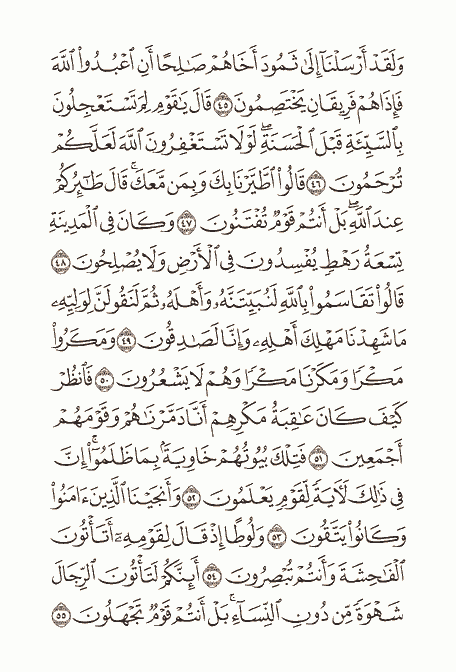 وَلَقَدْ أَرْسَلْنَآ إِلَىٰ ثَمُودَ أَخَاهُمْ صَٰلِحًا أَنِ ٱعْبُدُوا۟ ٱللَّهَ
فَإِذَا هُمْ فَرِيقَانِ يَخْتَصِمُونَ ٤٥ قَالَ يَٰقَوْمِ لِمَ تَسْتَعْجِلُونَ
بِٱلسَّيِّئَةِ قَبْلَ ٱلْحَسَنَةِ ۖ لَوْلَا تَسْتَغْفِرُونَ ٱللَّهَ لَعَلَّكُمْ
تُرْحَمُونَ ٤٦ قَالُوا۟ ٱطَّيَّرْنَا بِكَ وَبِمَن مَّعَكَ ۚ قَالَ طَٰٓئِرُكُمْ
عِندَ ٱللَّهِ ۖ بَلْ أَنتُمْ قَوْمٌ تُفْتَنُونَ ٤٧ وَكَانَ فِى ٱلْمَدِينَةِ
تِسْعَةُ رَهْطٍ يُفْسِدُونَ فِى ٱلْأَرْضِ وَلَا يُصْلِحُونَ ٤٨
قَالُوا۟ تَقَاسَمُوا۟ بِٱللَّهِ لَنُبَيِّتَنَّهُۥ وَأَهْلَهُۥ ثُمَّ لَنَقُولَنَّ لِوَلِيِّهِۦ
مَا شَهِدْنَا مَهْلِكَ أَهْلِهِۦ وَإِنَّا لَصَٰدِقُونَ ٤٩ وَمَكَرُوا۟
مَكْرًا وَمَكَرْنَا مَكْرًا وَهُمْ لَا يَشْعُرُونَ ٥٠ فَٱنظُرْ
كَيْفَ كَانَ عَٰقِبَةُ مَكْرِهِمْ أَنَّا دَمَّرْنَٰهُمْ وَقَوْمَهُمْ
أَجْمَعِينَ ٥١ فَتِلْكَ بُيُوتُهُمْ خَاوِيَةًۢ بِمَا ظَلَمُوٓا۟ ۗ إِنَّ
فِى ذَٰلِكَ لَءَايَةً لِّقَوْمٍ يَعْلَمُونَ ٥٢ وَأَنجَيْنَا ٱلَّذِينَ ءَامَنُوا۟
وَكَانُوا۟ يَتَّقُونَ ٥٣ وَلُوطًا إِذْ قَالَ لِقَوْمِهِۦٓ أَتَأْتُونَ
ٱلْفَٰحِشَةَ وَأَنتُمْ تُبْصِرُونَ ٥٤ أَئِنَّكُمْ لَتَأْتُونَ ٱلرِّجَالَ
شَهْوَةً مِّن دُونِ ٱلنِّسَآءِ ۚ بَلْ أَنتُمْ قَوْمٌ تَجْهَلُونَ ٥٥